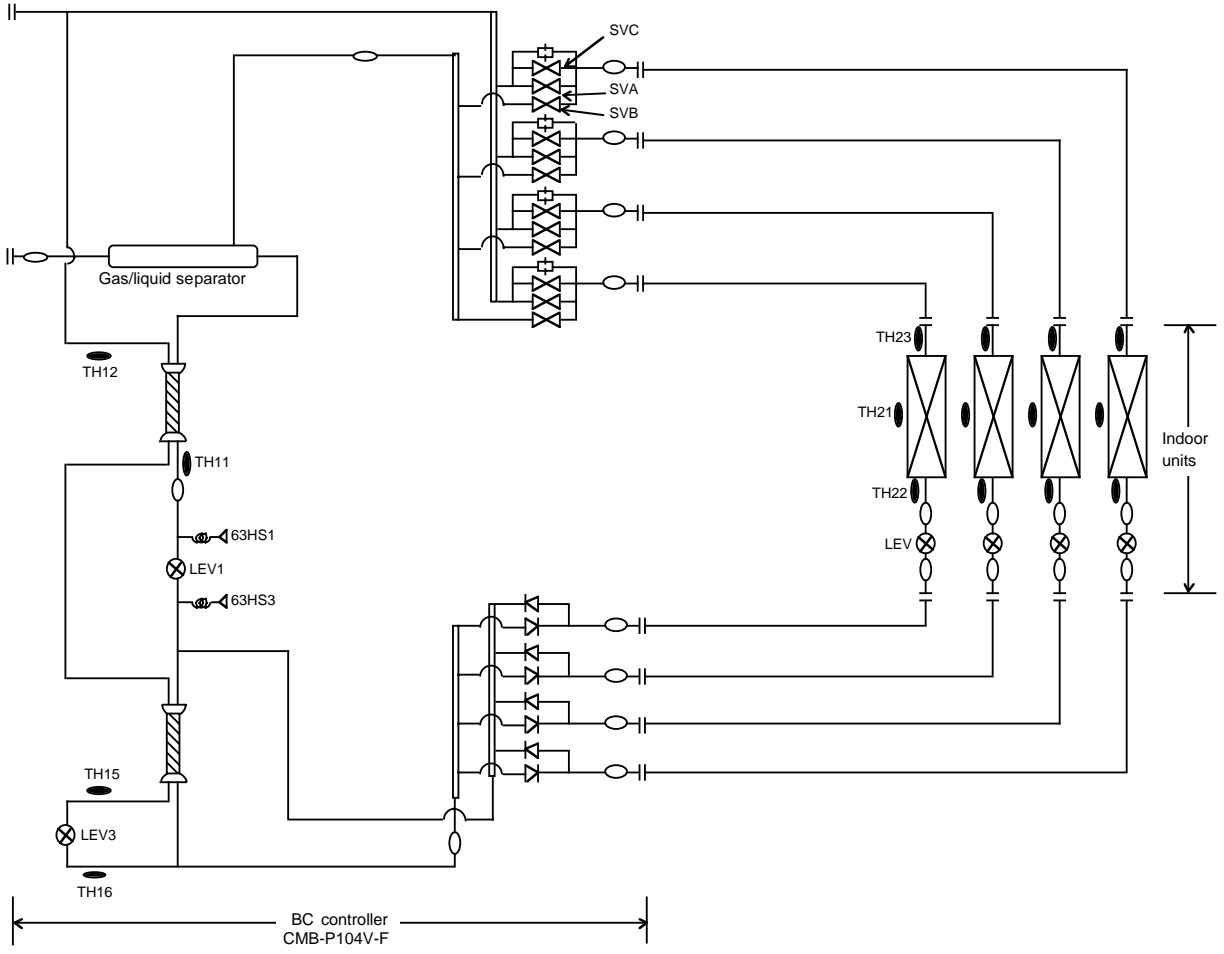 SVC
SVA
SVB
Gas/liquid separator
TH12
TH23
TH21
Indoor
units
TH11
TH22
63HS1
LEV
LEV1
63HS3
TH15
LEV3
TH16
BC controller
CMB-P104V-F